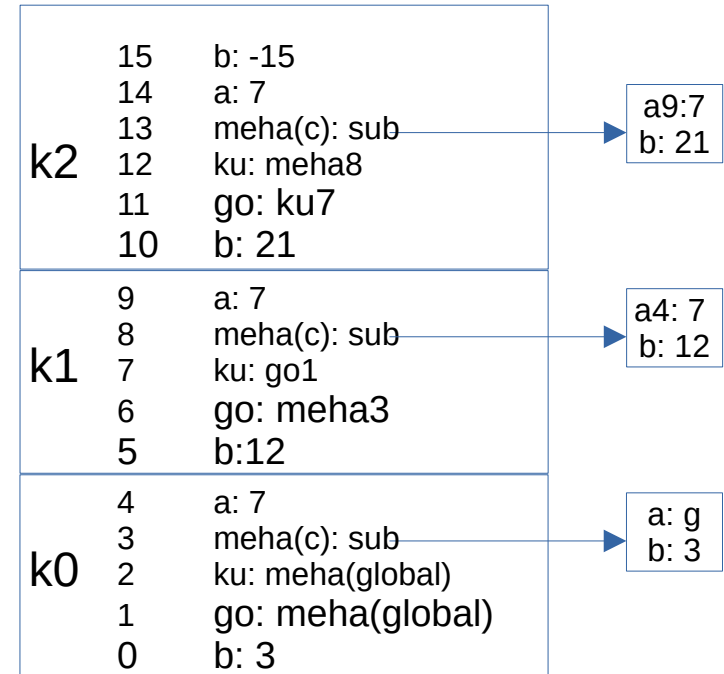 15 b: -15
14 a: 7
13 meha(c): sub
a9:7
b: 21
k2
12 ku: meha8
11 go: ku7
10 b: 21
9 a: 7
8 meha(c): sub
a4: 7
b: 12
k1
7 ku: go1
6 go: meha3
5 b:12
4 a: 7
3 meha(c): sub
a: g
b: 3
k0
2 ku: meha(global)
1 go: meha(global)
0 b: 3